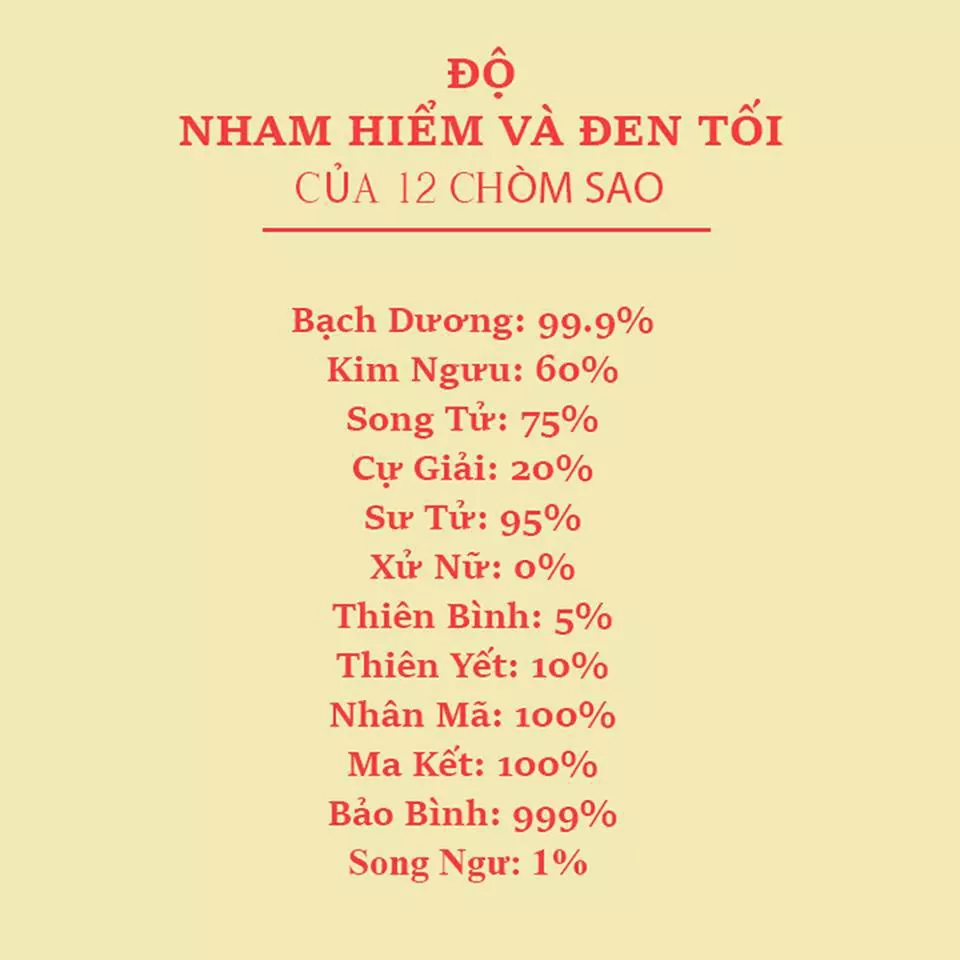 ĐỘ
NHAM HIỂM VÀ ĐEN TỐI
CỦA 12 CHÒM SAO
Bạch Dương: 99.9%
Kim Ngưu: 60%
Song Tử: 75%
Cự Giải: 20%
Sư Tử: 95%
Xử Nữ: 0%
Thiên Bình: 5%
Thiên Yết: 10%
Nhân Mã: 100%
Ma Kết: 100%
Bảo Bình: 999%
Song Ngư: 1%